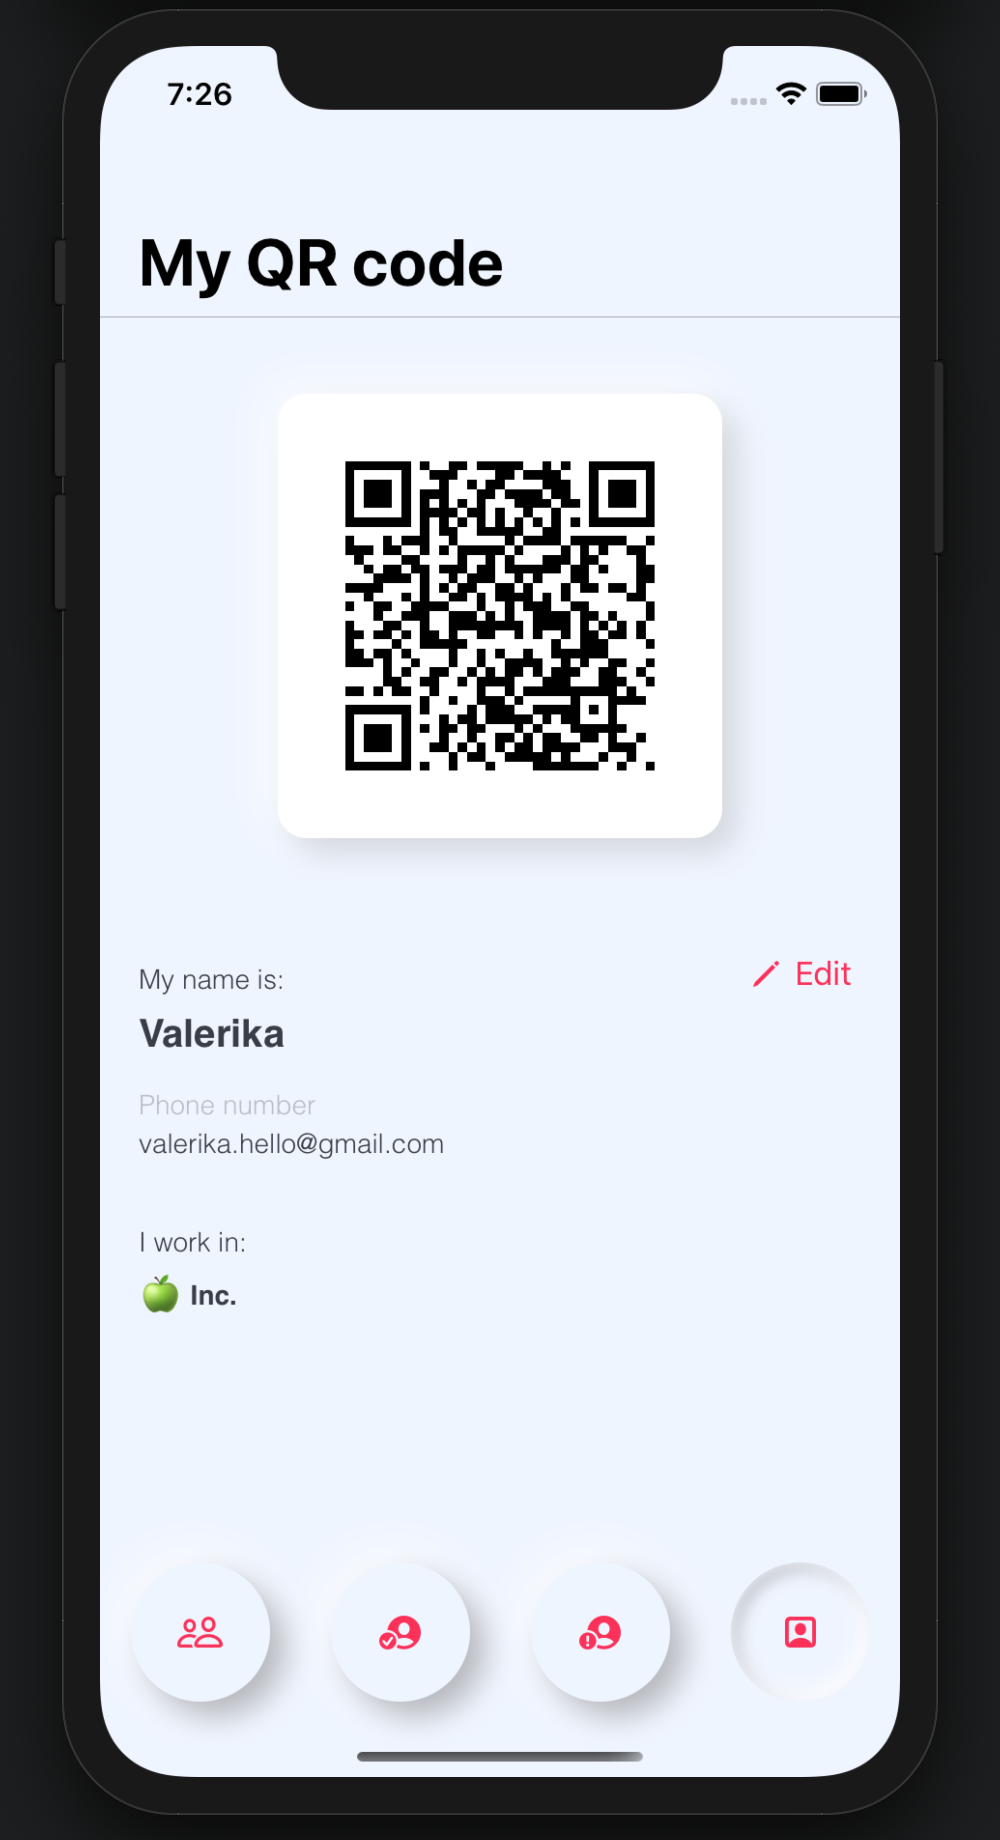 7:26
My QR code
My name is:
Edit
Valerika
Phone number
valerika.hello@gmail.com
I work in:
🍏 Inc.